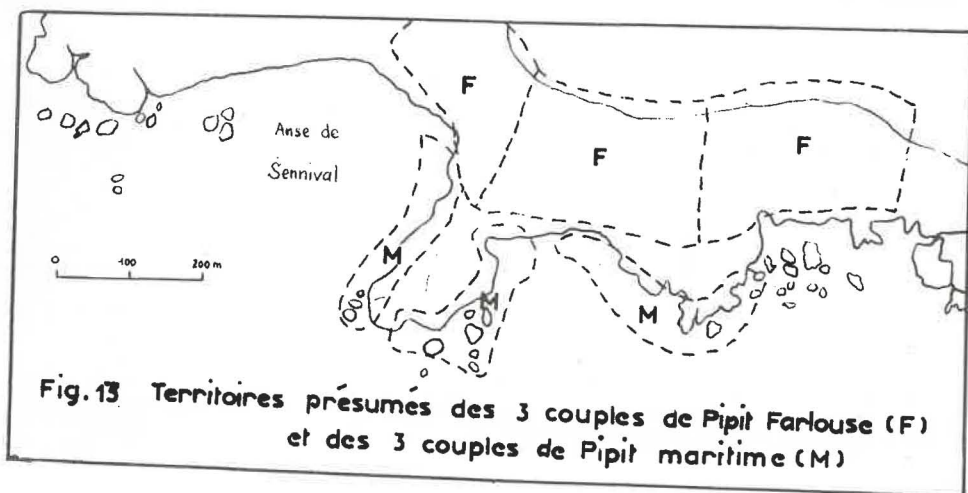 F
F
F
Anse de
Sennival
M
M
M
0 100 200 m
Fig. 13 Territoires présumés des 3 couples de Pipit Farlouse (F)
et des 3 couples de Pipit maritime (M)